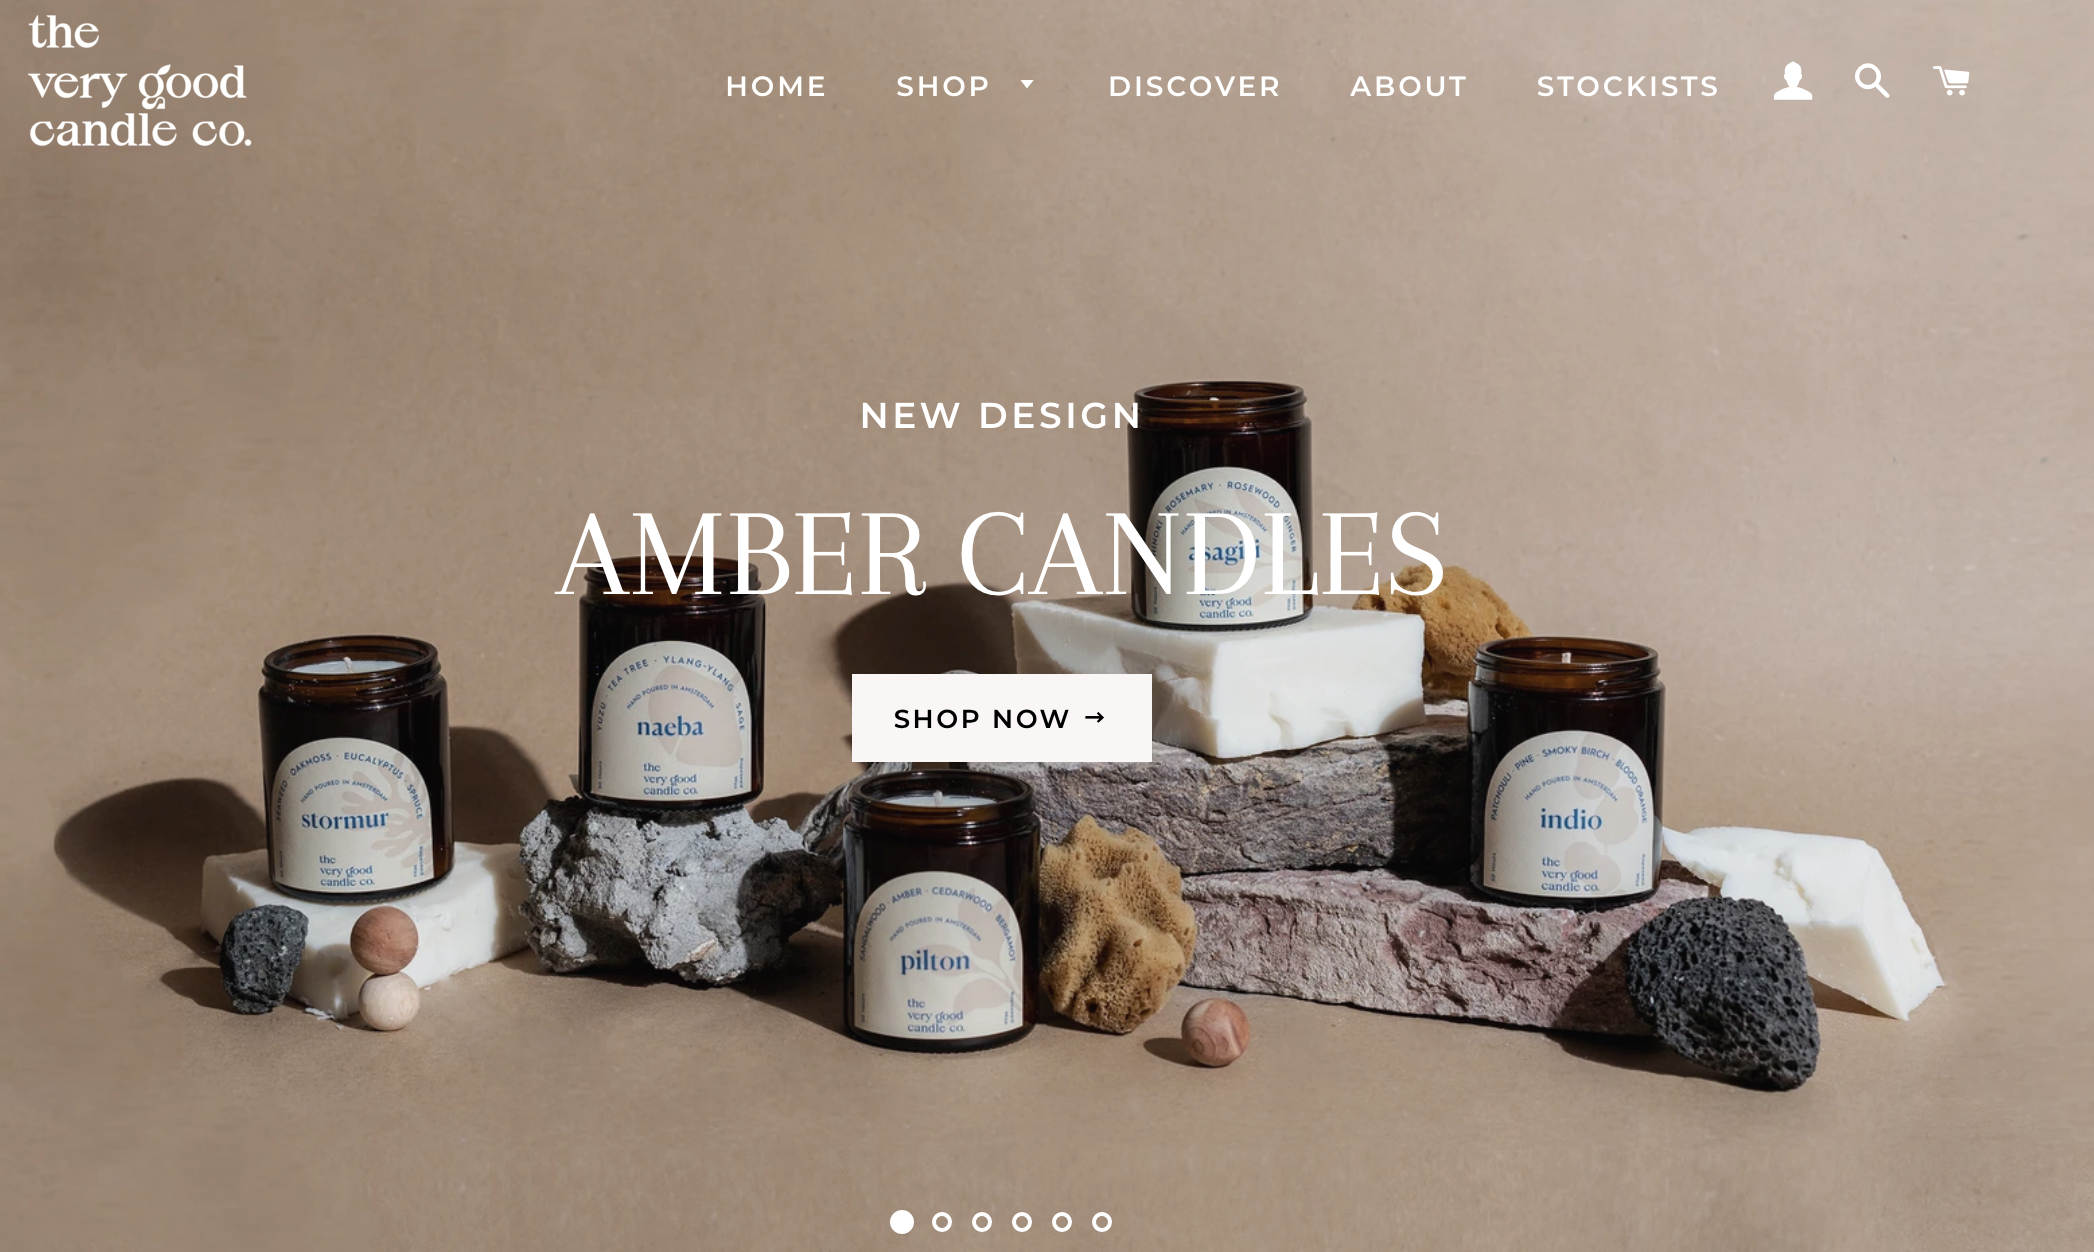 the
very good
candle co.
HOME SHOP DISCOVER ABOUT STOCKISTS
NEW DESIGN
AMBER CANDLES
SHOP NOW →
SEAWEED · OAKMOSS · EUCALYPTUS · SPRUCE
HAND POURED IN AMSTERDAM
stormur
the
very good
candle co.
YUZU · TEA TREE · YLANG-YLANG · SAGE
HAND POURED IN AMSTERDAM
naeba
the
very good
candle co.
SANDALWOOD · AMBER · CEDARWOOD · BERGAMOT
HAND POURED IN AMSTERDAM
pilton
the
very good
candle co.
HINOKI · ROSEMARY · ROSEWOOD · GINGER
HAND POURED IN AMSTERDAM
asagiri
the
very good
candle co.
PATCHOULI · PINE · SMOKY BIRCH · BLOOD ORANGE
HAND POURED IN AMSTERDAM
indio
the
very good
candle co.